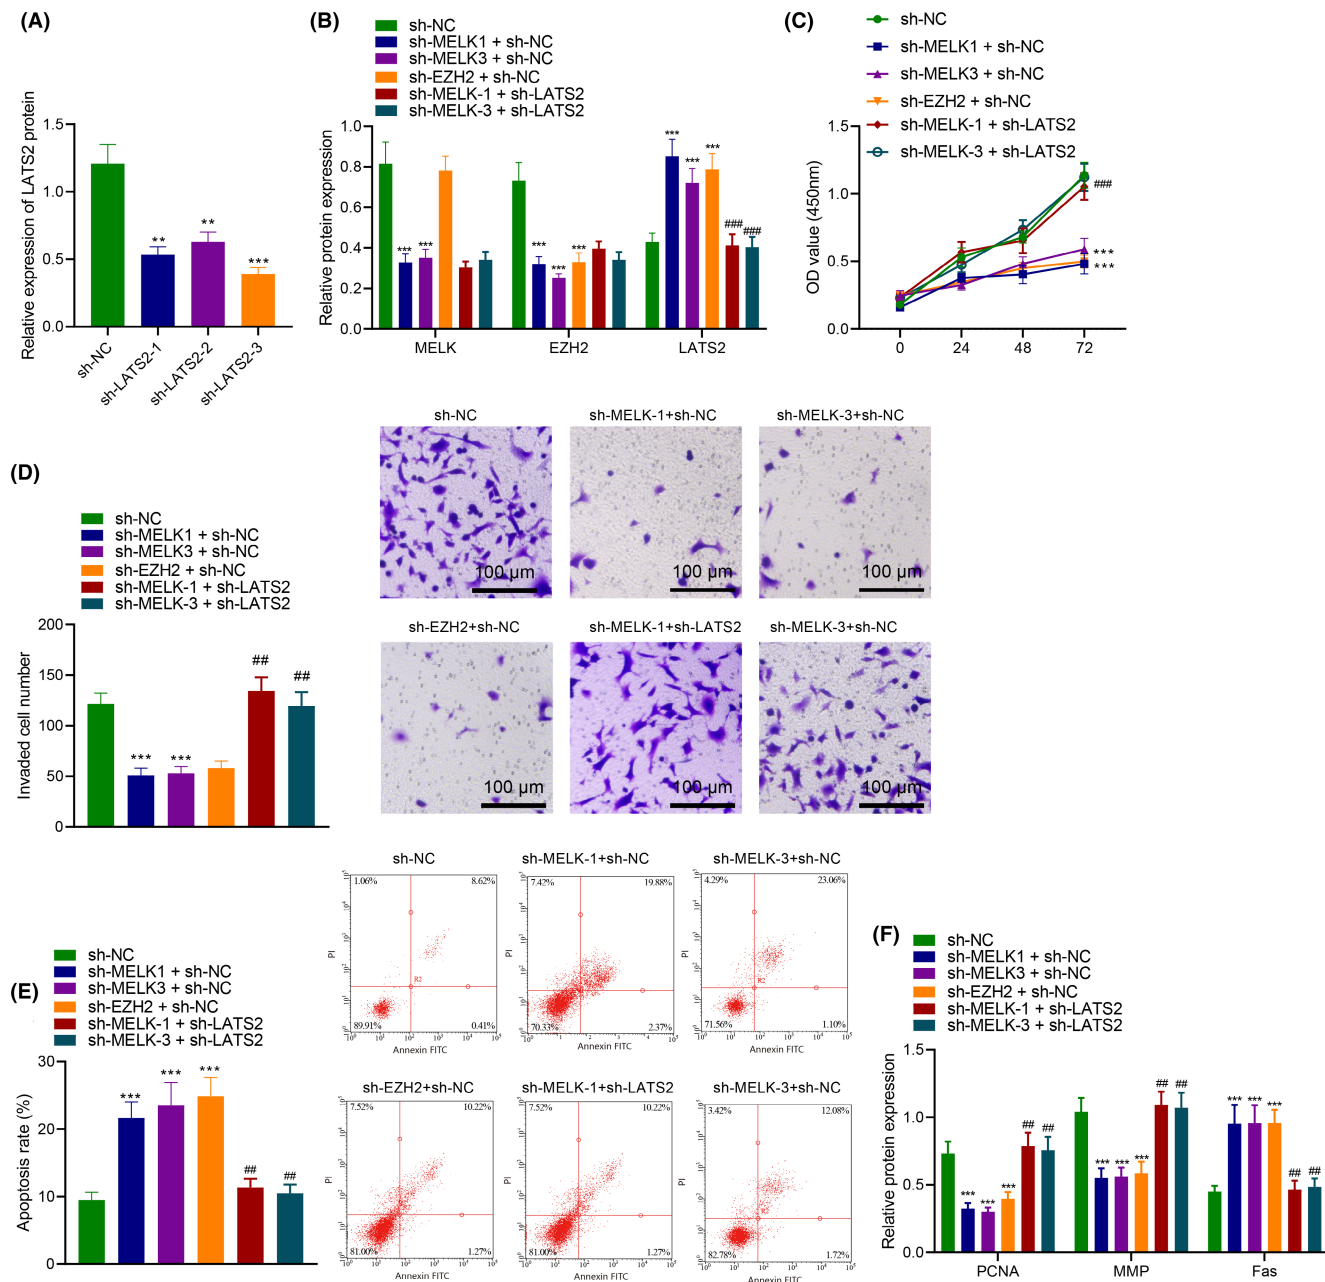 (A)
Relative expression of LATS2 protein
1.5
1.0
0.5
0.0
**
**
***
sh-NC
sh-LATS2-1
sh-LATS2-2
sh-LATS2-3
(B)
sh-NC
sh-MELK1 + sh-NC
sh-MELK3 + sh-NC
sh-EZH2 + sh-NC
sh-MELK-1 + sh-LATS2
sh-MELK-3 + sh-LATS2
Relative protein expression
1.0
0.8
0.6
0.4
0.2
0.0
*** ***
*** *** ***
*** *** *** ### ###
MELK EZH2 LATS2
(C)
sh-NC
sh-MELK1 + sh-NC
sh-MELK3 + sh-NC
sh-EZH2 + sh-NC
sh-MELK-1 + sh-LATS2
sh-MELK-3 + sh-LATS2
OD value (450nm)
1.5
1.0
0.5
0.0
###
***
***
0 24 48 72
(D)
sh-NC
sh-MELK1 + sh-NC
sh-MELK3 + sh-NC
sh-EZH2 + sh-NC
sh-MELK-1 + sh-LATS2
sh-MELK-3 + sh-LATS2
Invaded cell number
200
150
100
50
0
*** *** ## ##
sh-NC sh-MELK-1+sh-NC sh-MELK-3+sh-NC
100 μm 100 μm 100 μm
sh-EZH2+sh-NC sh-MELK-1+sh-LATS2 sh-MELK-3+sh-NC
100 μm 100 μm 100 μm
(E)
sh-NC
sh-MELK1 + sh-NC
sh-MELK3 + sh-NC
sh-EZH2 + sh-NC
sh-MELK-1 + sh-LATS2
sh-MELK-3 + sh-LATS2
Apoptosis rate (%)
30
20
10
0
*** *** *** ## ##
sh-NC
1.06% 8.62%
PI
R2
89.91% 0.41%
Annexin FITC
sh-MELK-1+sh-NC
7.42% 19.88%
PI
70.33% 2.37%
Annexin FITC
sh-MELK-3+sh-NC
4.29% 23.06%
PI
R2
71.56% 1.10%
Annexin FITC
sh-EZH2+sh-NC
7.52% 10.22%
PI
81.00% 1.27%
Annexin FITC
sh-MELK-1+sh-LATS2
7.52% 10.22%
PI
81.00% 1.27%
Annexin FITC
sh-MELK-3+sh-NC
3.42% 12.08%
PI
R2
82.78% 1.72%
Annexin FITC
(F)
sh-NC
sh-MELK1 + sh-NC
sh-MELK3 + sh-NC
sh-EZH2 + sh-NC
sh-MELK-1 + sh-LATS2
sh-MELK-3 + sh-LATS2
Relative protein expression
1.5
1.0
0.5
0.0
*** *** *** ## ##
*** *** *** ## ##
*** *** *** ## ##
PCNA MMP Fas